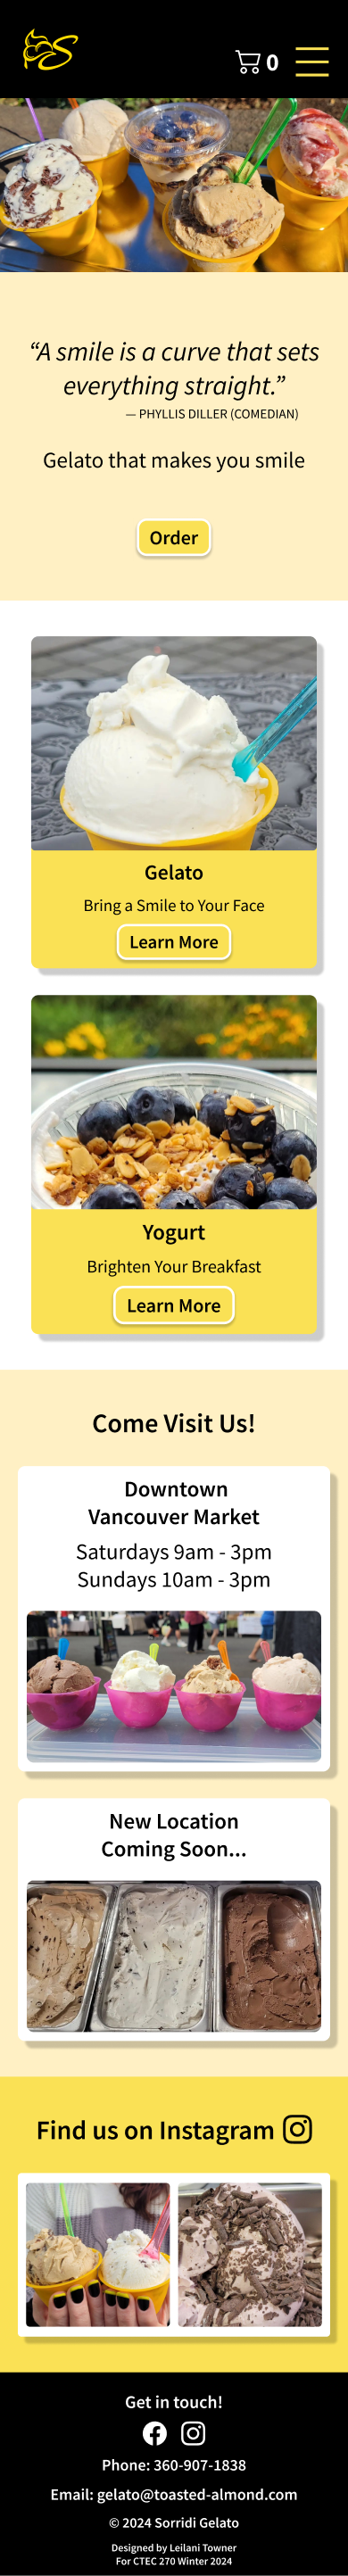 S
0
“A smile is a curve that sets
everything straight.”
— PHYLLIS DILLER (COMEDIAN)
Gelato that makes you smile
Order
Gelato
Bring a Smile to Your Face
Learn More
Yogurt
Brighten Your Breakfast
Learn More
Come Visit Us!
Downtown
Vancouver Market
Saturdays 9am - 3pm
Sundays 10am - 3pm
New Location
Coming Soon...
Find us on Instagram
Get in touch!
Phone: 360-907-1838
Email: gelato@toasted-almond.com
© 2024 Sorridi Gelato
Designed by Leilani Towner
For CTEC 270 Winter 2024